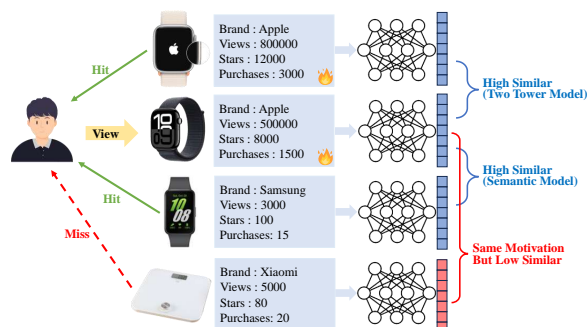 Brand : Apple
Views : 800000
Stars : 12000
Purchases : 3000
Hit
High Similar
(Two Tower Model)
Brand : Apple
Views : 500000
Stars : 8000
Purchases : 1500
View
High Similar
(Semantic Model)
Brand : Samsung
Views : 3000
Stars : 100
Purchases: 15
Hit
Miss
Same Motivation
But Low Similar
Brand : Xiaomi
Views : 5000
Stars : 80
Purchases : 20